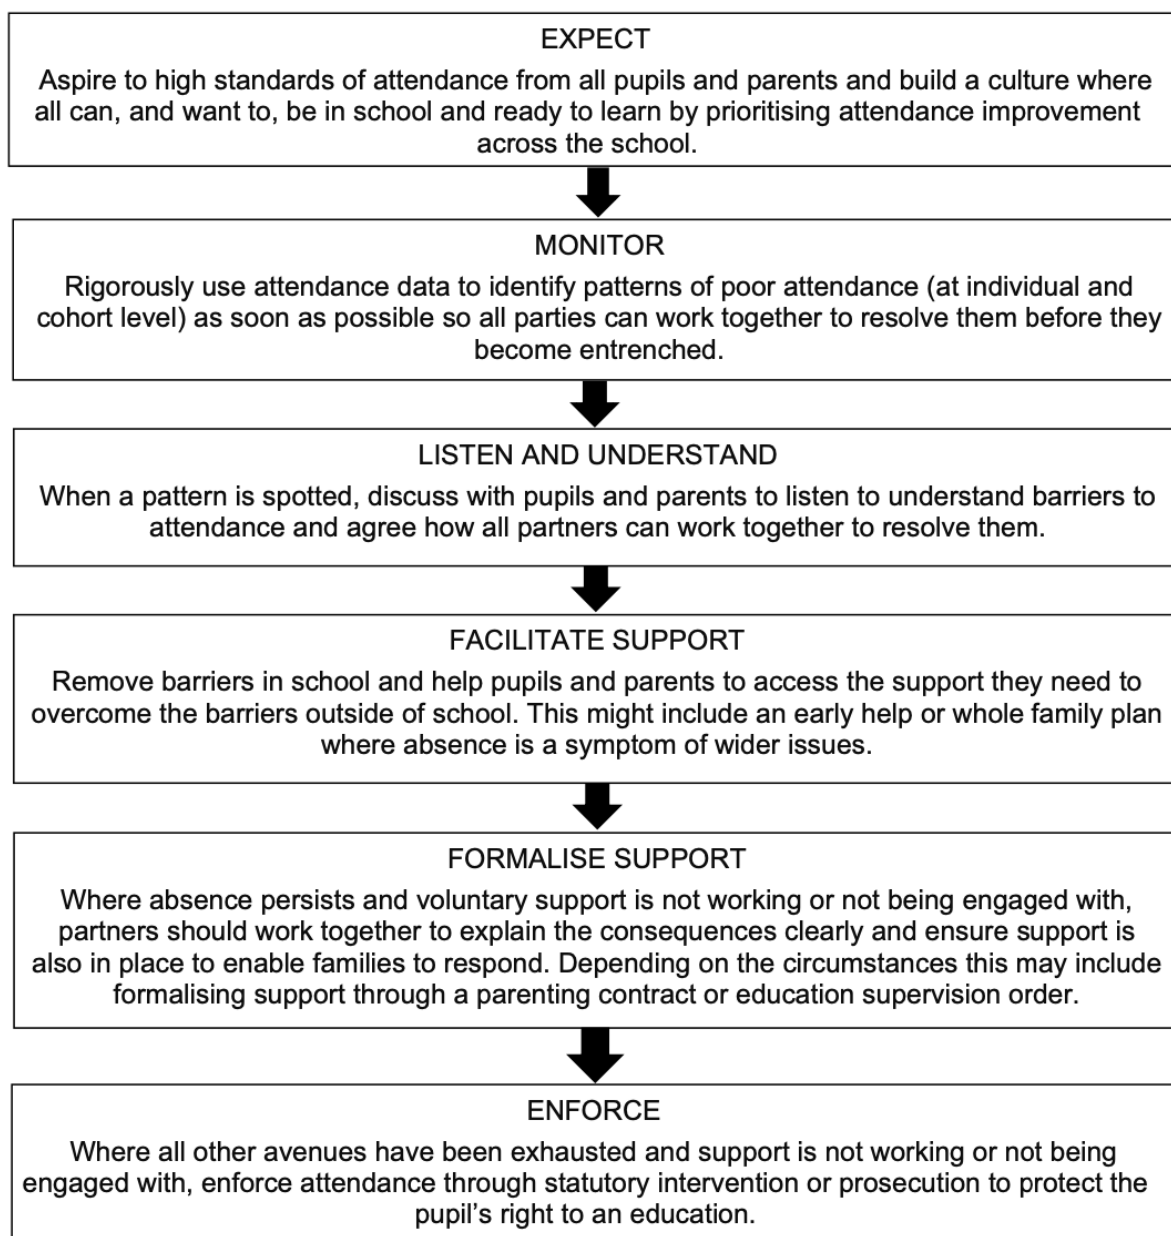 EXPECT
Aspire to high standards of attendance from all pupils and parents and build a culture where
all can, and want to, be in school and ready to learn by prioritising attendance improvement
across the school.
MONITOR
Rigorously use attendance data to identify patterns of poor attendance (at individual and
cohort level) as soon as possible so all parties can work together to resolve them before they
become entrenched.
LISTEN AND UNDERSTAND
When a pattern is spotted, discuss with pupils and parents to listen to understand barriers to
attendance and agree how all partners can work together to resolve them.
FACILITATE SUPPORT
Remove barriers in school and help pupils and parents to access the support they need to
overcome the barriers outside of school. This might include an early help or whole family plan
where absence is a symptom of wider issues.
FORMALISE SUPPORT
Where absence persists and voluntary support is not working or not being engaged with,
partners should work together to explain the consequences clearly and ensure support is
also in place to enable families to respond. Depending on the circumstances this may include
formalising support through a parenting contract or education supervision order.
ENFORCE
Where all other avenues have been exhausted and support is not working or not being
engaged with, enforce attendance through statutory intervention or prosecution to protect the
pupil's right to an education.